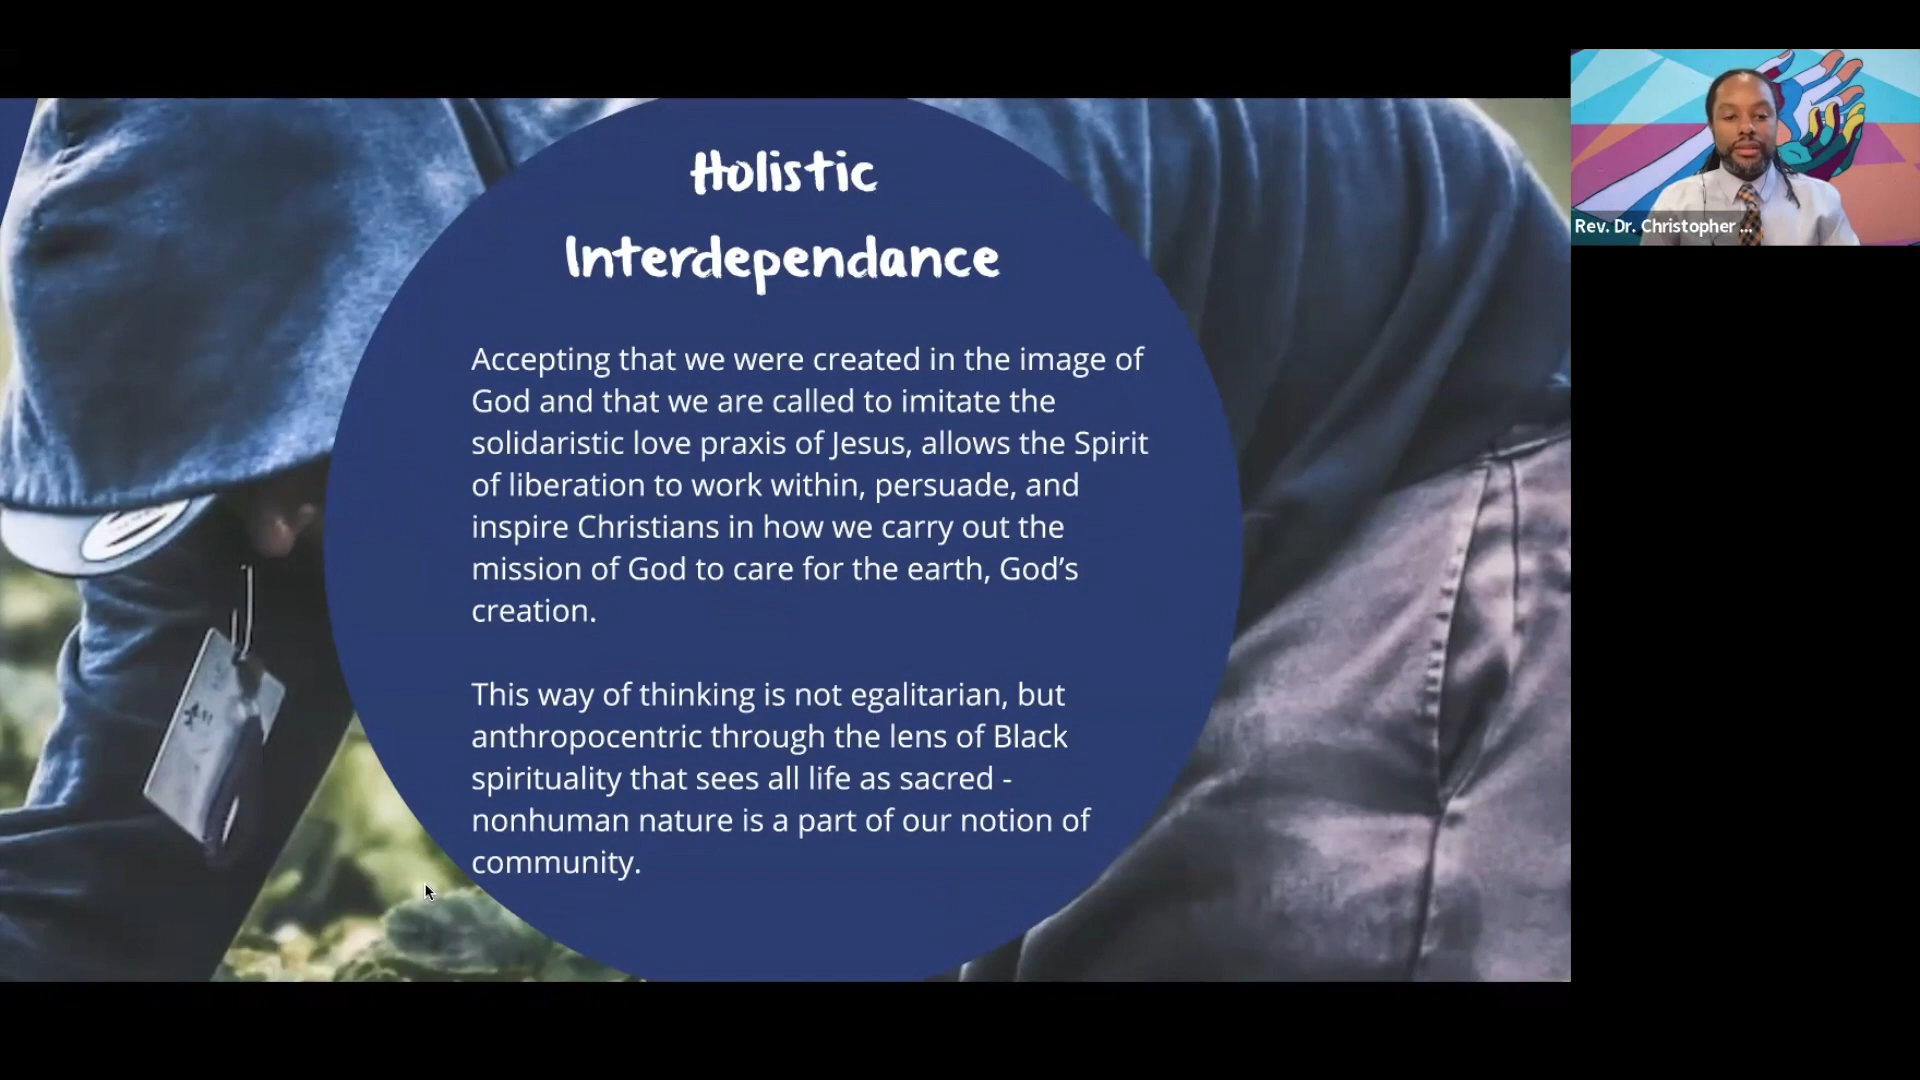 Holistic
Interdependance
Accepting that we were created in the image of
God and that we are called to imitate the
solidaristic love praxis of Jesus, allows the Spirit
of liberation to work within, persuade, and
inspire Christians in how we carry out the
mission of God to care for the earth, God’s
creation.
This way of thinking is not egalitarian, but
anthropocentric through the lens of Black
spirituality that sees all life as sacred -
nonhuman nature is a part of our notion of
community.
Rev. Dr. Christopher ...